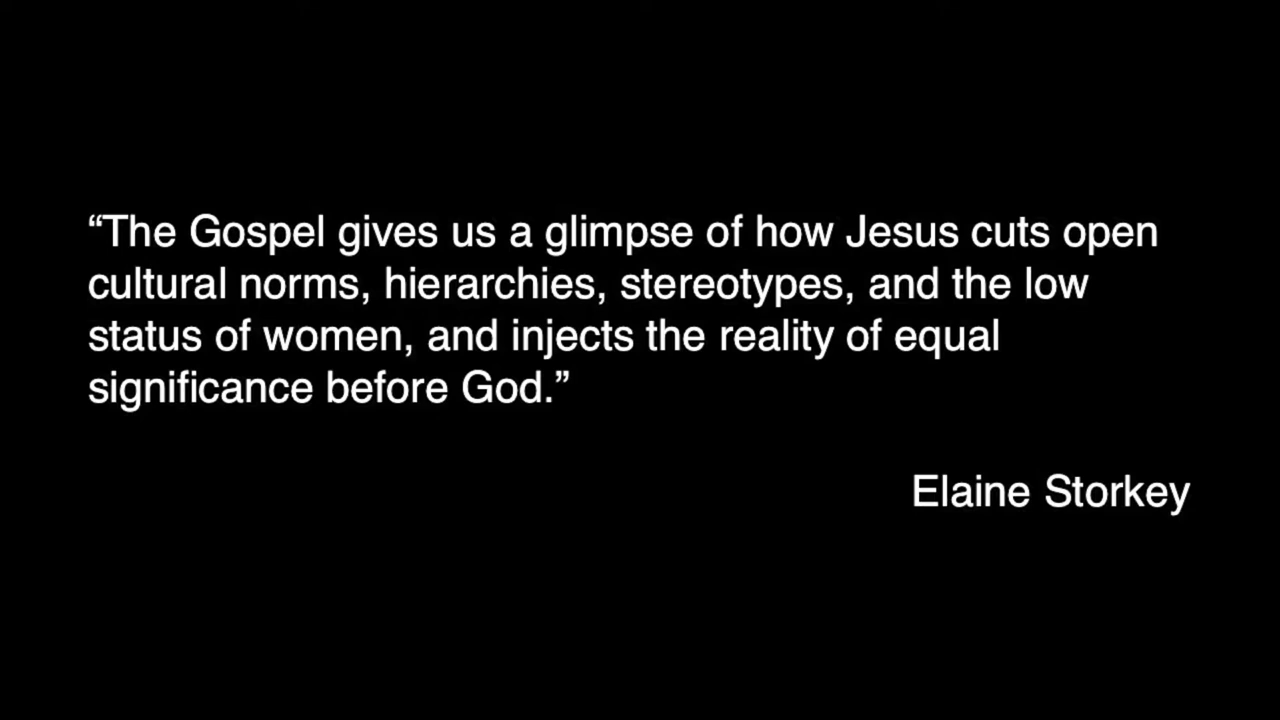 “The Gospel gives us a glimpse of how Jesus cuts open
cultural norms, hierarchies, stereotypes, and the low
status of women, and injects the reality of equal
significance before God.”
Elaine Storkey